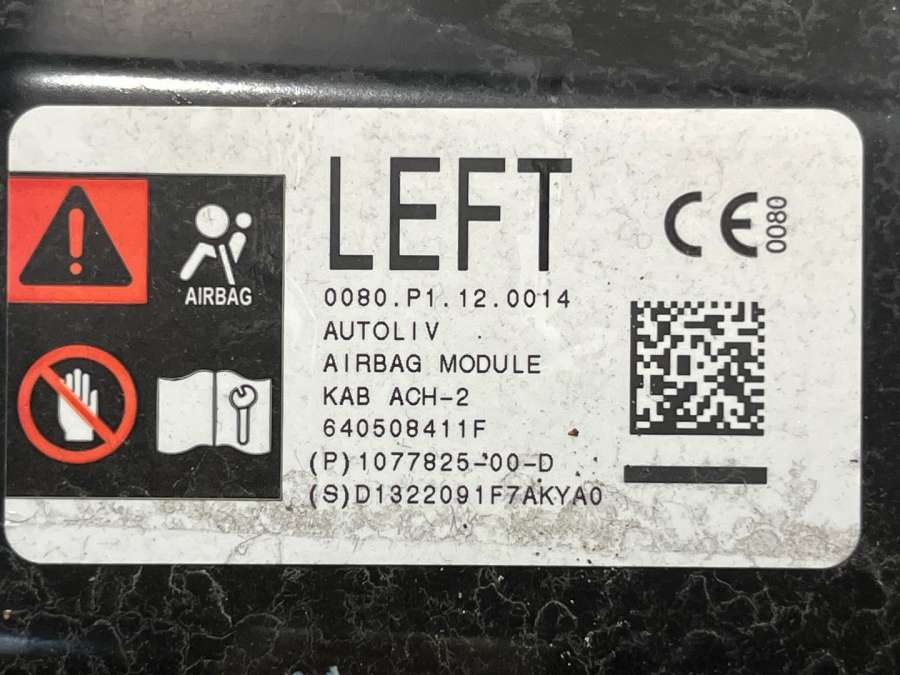 LEFT
CE 0080
AIRBAG
0080.P1.12.0014
AUTOLIV
AIRBAG MODULE
KAB ACH-2
640508411F
(P)1077825-00-D
(S)D1322091F7AKYA0